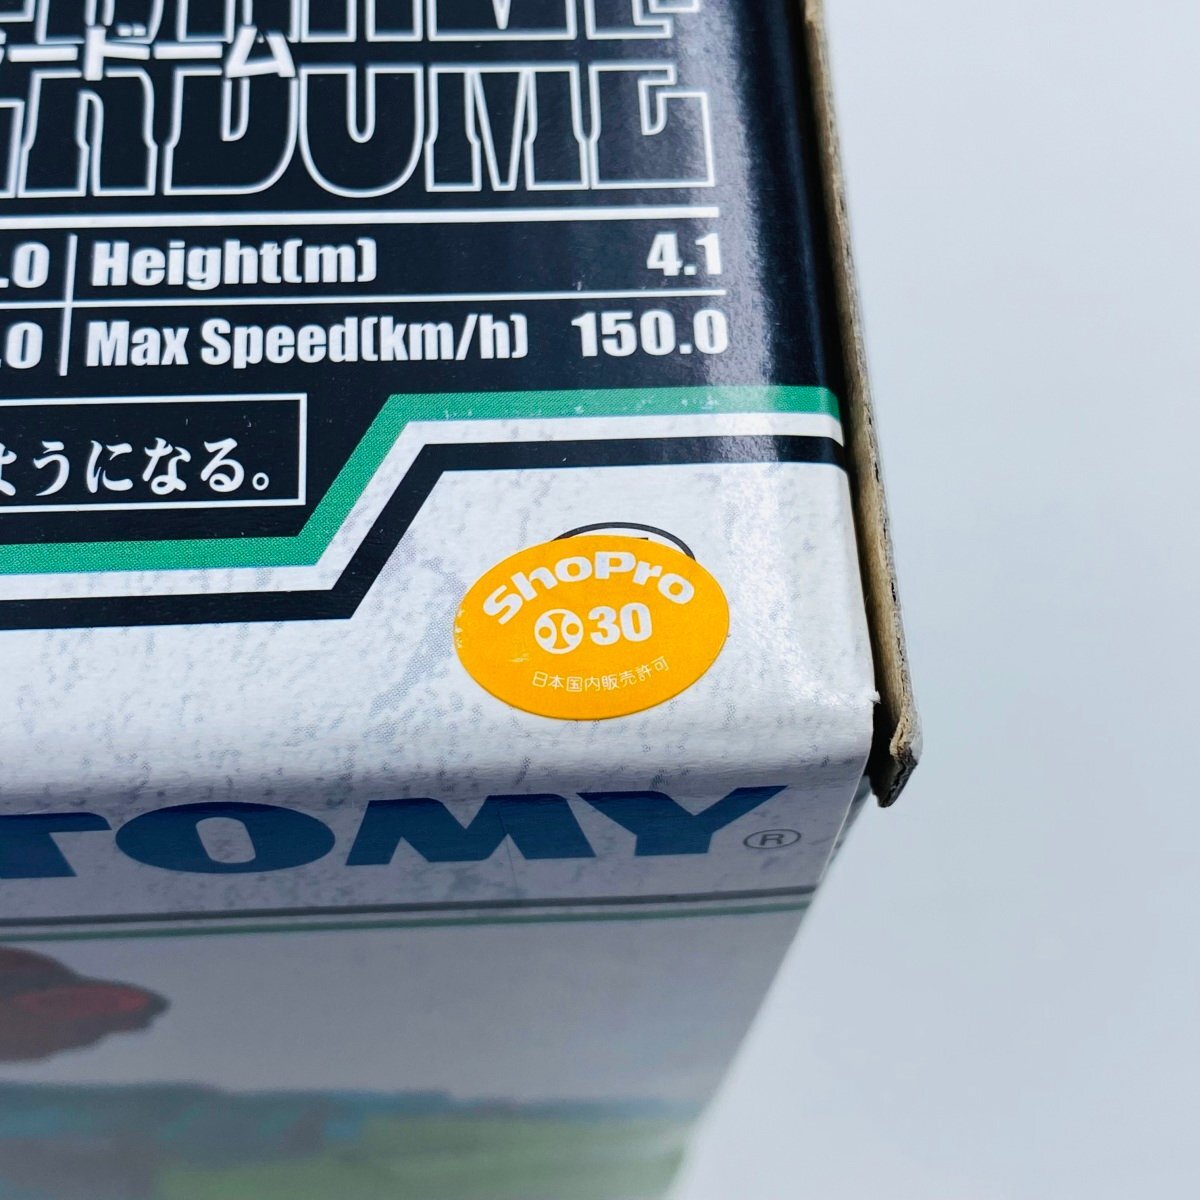 ードーム
ERDOME
.0 Height(m) 4.1
.0 Max Speed(km/h) 150.0
ようになる。
ShoPro
30
日本国内販売許可
TOMY®